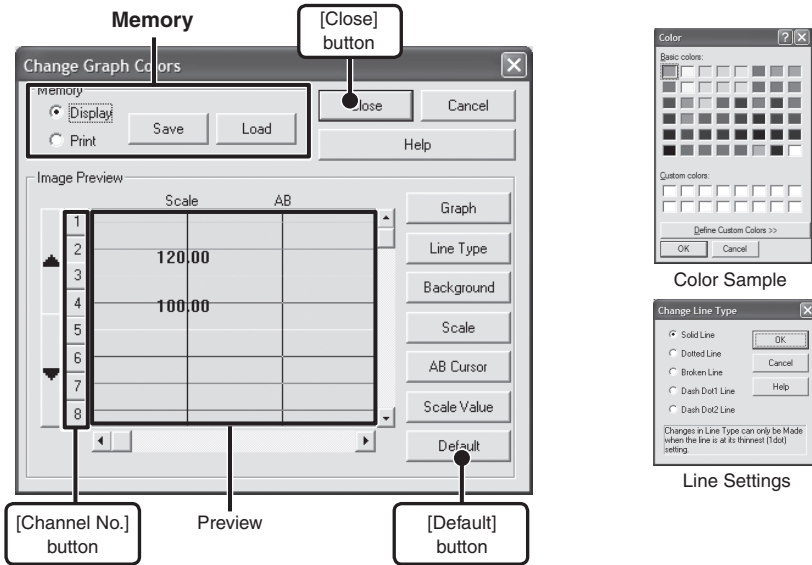 Memory
[Close]
button
Change Graph Colors
Memory
Display
Print
Save
Load
Close
Cancel
Help
Image Preview
Scale
AB
1
2
3
4
5
6
7
8
120.00
100.00
Graph
Line Type
Background
Scale
AB Cursor
Scale Value
Default
[Channel No.]
button
Preview
[Default]
button
Color
Basic colors:
Custom colors:
Define Custom Colors >>
OK
Cancel
Color Sample
Change Line Type
Solid Line
Dotted Line
Broken Line
Dash Dot1 Line
Dash Dot2 Line
OK
Cancel
Help
Changes in Line Type can only be Made
when the line is at its thinnest (1dot)
setting.
Line Settings